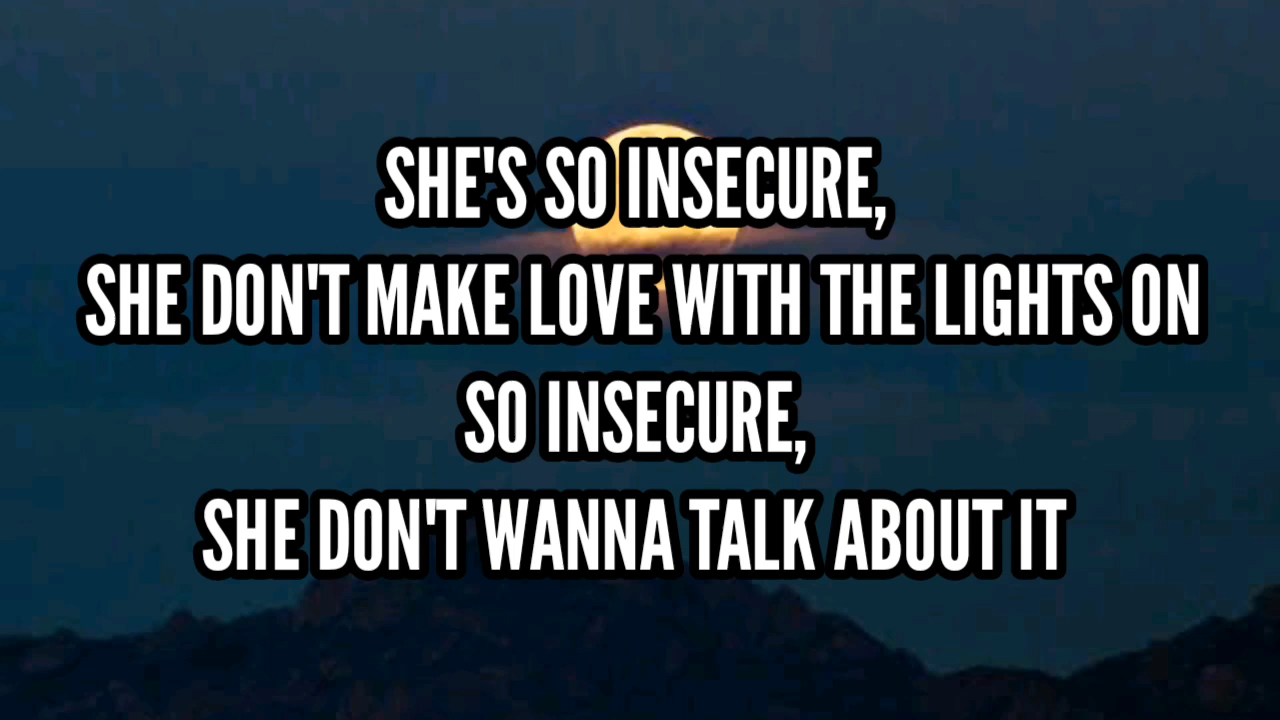 SHE'S SO INSECURE,
SHE DON'T MAKE LOVE WITH THE LIGHTS ON
SO INSECURE,
SHE DON'T WANNA TALK ABOUT IT